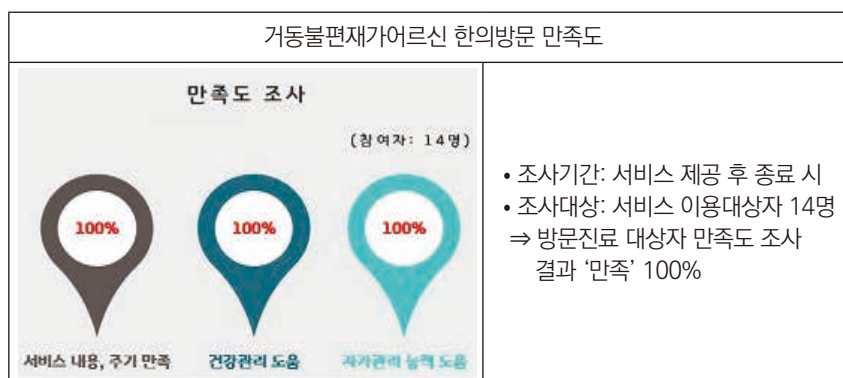 거동불편재가어르신 한의방문 만족도
만족도 조사
(참여자: 14명)
100%
100%
100%
서비스 내용, 주기 만족
건강관리 도움
자가관리 능력 도움
• 조사기간: 서비스 제공 후 종료 시
• 조사대상: 서비스 이용대상자 14명
⇒ 방문진료 대상자 만족도 조사
결과 ‘만족’ 100%